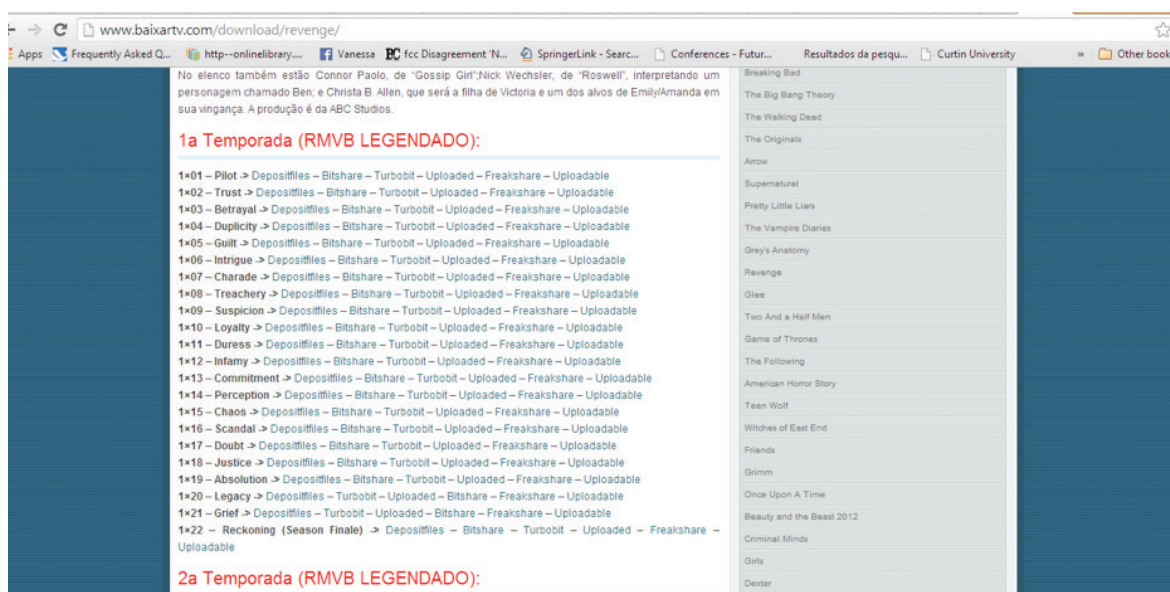 www.baixartv.com/download/revenge/
Apps Frequently Asked Q... http--onlinelibrary.... Vanessa fcc Disagreement 'N... SpringerLink - Searc... Conferences - Futur... Resultados da pesqu... Curtin University » Other book
No elenco também estão Connor Paolo, de "Gossip Girl";Nick Wechsler, de "Roswell", interpretando um
personagem chamado Ben; e Christa B. Allen, que será a filha de Victoria e um dos alvos de Emily/Amanda em
sua vingança. A produção é da ABC Studios.
1a Temporada (RMVB LEGENDADO):
1×01 – Pilot -> Depositfiles – Bitshare – Turbobit – Uploaded – Freakshare – Uploadable
1×02 – Trust -> Depositfiles – Bitshare – Turbobit – Uploaded – Freakshare – Uploadable
1×03 – Betrayal -> Depositfiles – Bitshare – Turbobit – Uploaded – Freakshare – Uploadable
1×04 – Duplicity -> Depositfiles – Bitshare – Turbobit – Uploaded – Freakshare – Uploadable
1×05 – Guilt -> Depositfiles – Bitshare – Turbobit – Uploaded – Freakshare – Uploadable
1×06 – Intrigue -> Depositfiles – Bitshare – Turbobit – Uploaded – Freakshare – Uploadable
1×07 – Charade -> Depositfiles – Bitshare – Turbobit – Uploaded – Freakshare – Uploadable
1×08 – Treachery -> Depositfiles – Bitshare – Turbobit – Uploaded – Freakshare – Uploadable
1×09 – Suspicion -> Depositfiles – Bitshare – Turbobit – Uploaded – Freakshare – Uploadable
1×10 – Loyalty -> Depositfiles – Bitshare – Turbobit – Uploaded – Freakshare – Uploadable
1×11 – Duress -> Depositfiles – Bitshare – Turbobit – Uploaded – Freakshare – Uploadable
1×12 – Infamy -> Depositfiles – Bitshare – Turbobit – Uploaded – Freakshare – Uploadable
1×13 – Commitment -> Depositfiles – Bitshare – Turbobit – Uploaded – Freakshare – Uploadable
1×14 – Perception -> Depositfiles – Bitshare – Turbobit – Uploaded – Freakshare – Uploadable
1×15 – Chaos -> Depositfiles – Bitshare – Turbobit – Uploaded – Freakshare – Uploadable
1×16 – Scandal -> Depositfiles – Bitshare – Turbobit – Uploaded – Freakshare – Uploadable
1×17 – Doubt -> Depositfiles – Bitshare – Turbobit – Uploaded – Freakshare – Uploadable
1×18 – Justice -> Depositfiles – Bitshare – Turbobit – Uploaded – Freakshare – Uploadable
1×19 – Absolution -> Depositfiles – Bitshare – Turbobit – Uploaded – Freakshare – Uploadable
1×20 – Legacy -> Depositfiles – Turbobit – Uploaded – Bitshare – Freakshare – Uploadable
1×21 – Grief -> Depositfiles – Turbobit – Uploaded – Bitshare – Freakshare – Uploadable
1×22 – Reckoning (Season Finale) -> Depositfiles – Bitshare – Turbobit – Uploaded – Freakshare –
Uploadable
2a Temporada (RMVB LEGENDADO):
Breaking Bad
The Big Bang Theory
The Walking Dead
The Originals
Arrow
Supernatural
Pretty Little Liars
The Vampire Diaries
Grey's Anatomy
Revenge
Glee
Two And a Half Men
Game of Thrones
The Following
American Horror Story
Teen Wolf
Witches of East End
Friends
Grimm
Once Upon A Time
Beauty and the Beast 2012
Criminal Minds
Girls
Dexter